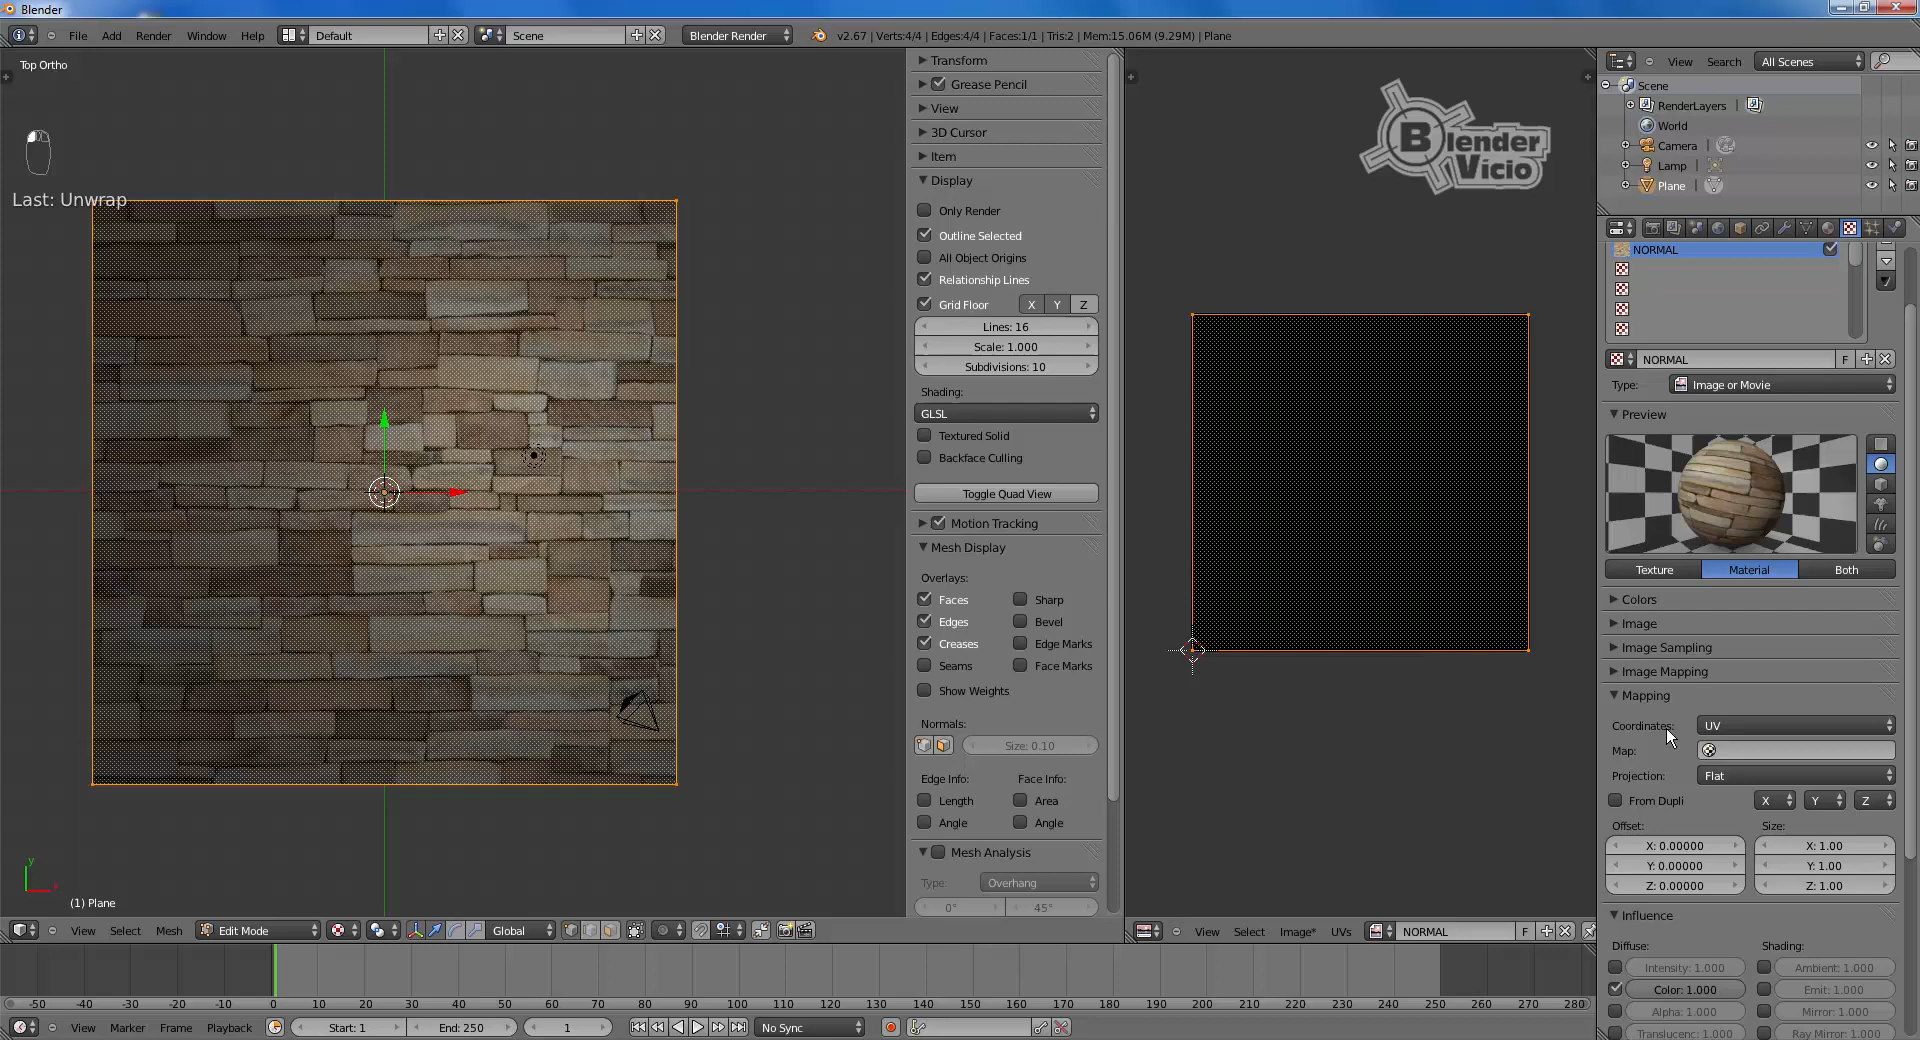 Blender
File Add Render Window Help Default Scene Blender Render v2.67 | Verts:4/4 | Edges:4/4 | Faces:1/1 | Tris:2 | Mem:15.06M (9.29M) | Plane
Top Ortho
Last: Unwrap
(1) Plane
View Select Mesh Edit Mode Global
Transform
Grease Pencil
View
3D Cursor
Item
Display
Only Render
Outline Selected
All Object Origins
Relationship Lines
Grid Floor X Y Z
Lines: 16
Scale: 1.000
Subdivisions: 10
Shading:
GLSL
Textured Solid
Backface Culling
Toggle Quad View
Motion Tracking
Mesh Display
Overlays:
Faces Sharp
Edges Bevel
Creases Edge Marks
Seams Face Marks
Show Weights
Normals:
Size: 0.10
Edge Info: Face Info:
Length Area
Angle Angle
Mesh Analysis
Type: Overhang
0° 45°
Blender
Vicio
View Select Image* UVs NORMAL F
View Search All Scenes
Scene
RenderLayers
World
Camera
Lamp
Plane
NORMAL
NORMAL F
Type: Image or Movie
Preview
Texture Material Both
Colors
Image
Image Sampling
Image Mapping
Mapping
Coordinates: UV
Map:
Projection: Flat
From Dupli X Y Z
Offset: Size:
X: 0.00000 X: 1.00
Y: 0.00000 Y: 1.00
Z: 0.00000 Z: 1.00
Influence
Diffuse: Shading:
Intensity: 1.000 Ambient: 1.000
Color: 1.000 Emit: 1.000
Alpha: 1.000 Mirror: 1.000
Translucenc: 1.000 Ray Mirror: 1.000
y
-50 -40 -30 -20 -10 0 10 20 30 40 50 60 70 80 90 100 110 120 130 140 150 160 170 180 190 200 210 220 230 240 250 260 270 280
View Marker Frame Playback Start: 1 End: 250 1 No Sync